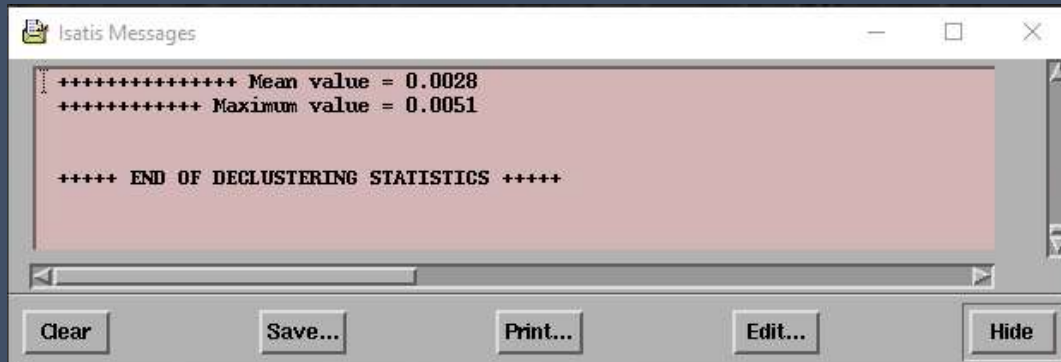 Isatis Messages
+++++++++++++++ Mean value = 0.0028
++++++++++++ Maximum value = 0.0051
+++++ END OF DECLUSTERING STATISTICS +++++
Clear
Save...
Print...
Edit...
Hide